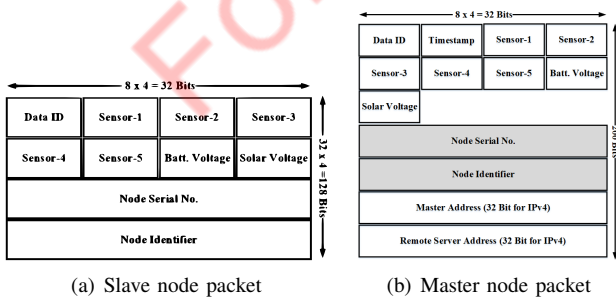 8 x 4 = 32 Bits
Data ID Sensor-1 Sensor-2 Sensor-3
Sensor-4 Sensor-5 Batt. Voltage Solar Voltage
Node Serial No.
Node Identifier
32 x 4 =128 Bits
(a) Slave node packet
8 x 4 = 32 Bits
Data ID Timestamp Sensor-1 Sensor-2
Sensor-3 Sensor-4 Sensor-5 Batt. Voltage
Solar Voltage
Node Serial No.
Node Identifier
Master Address (32 Bit for IPv4)
Remote Server Address (32 Bit for IPv4)
Bits
(b) Master node packet